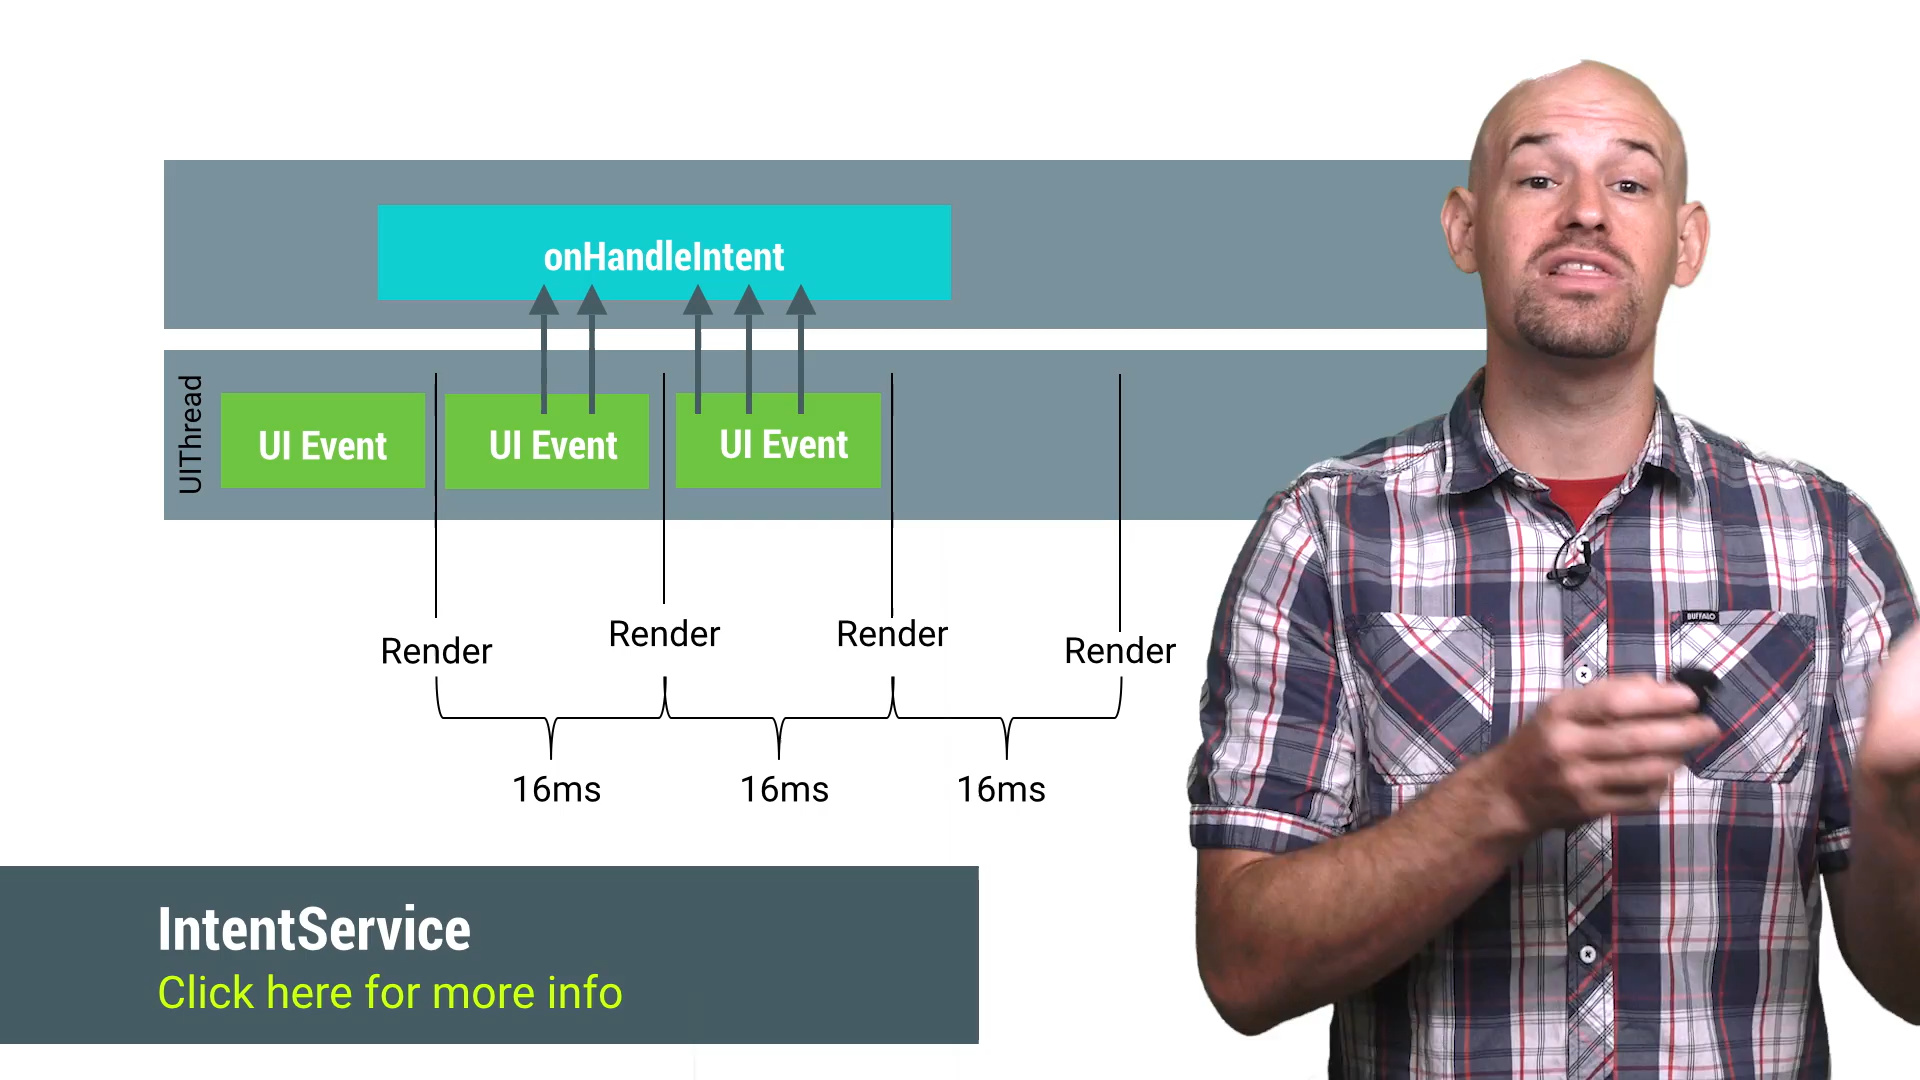 onHandleIntent
UIThread
UI Event
UI Event
UI Event
Render
Render
Render
Render
16ms
16ms
16ms
BUFFALO
IntentService
Click here for more info